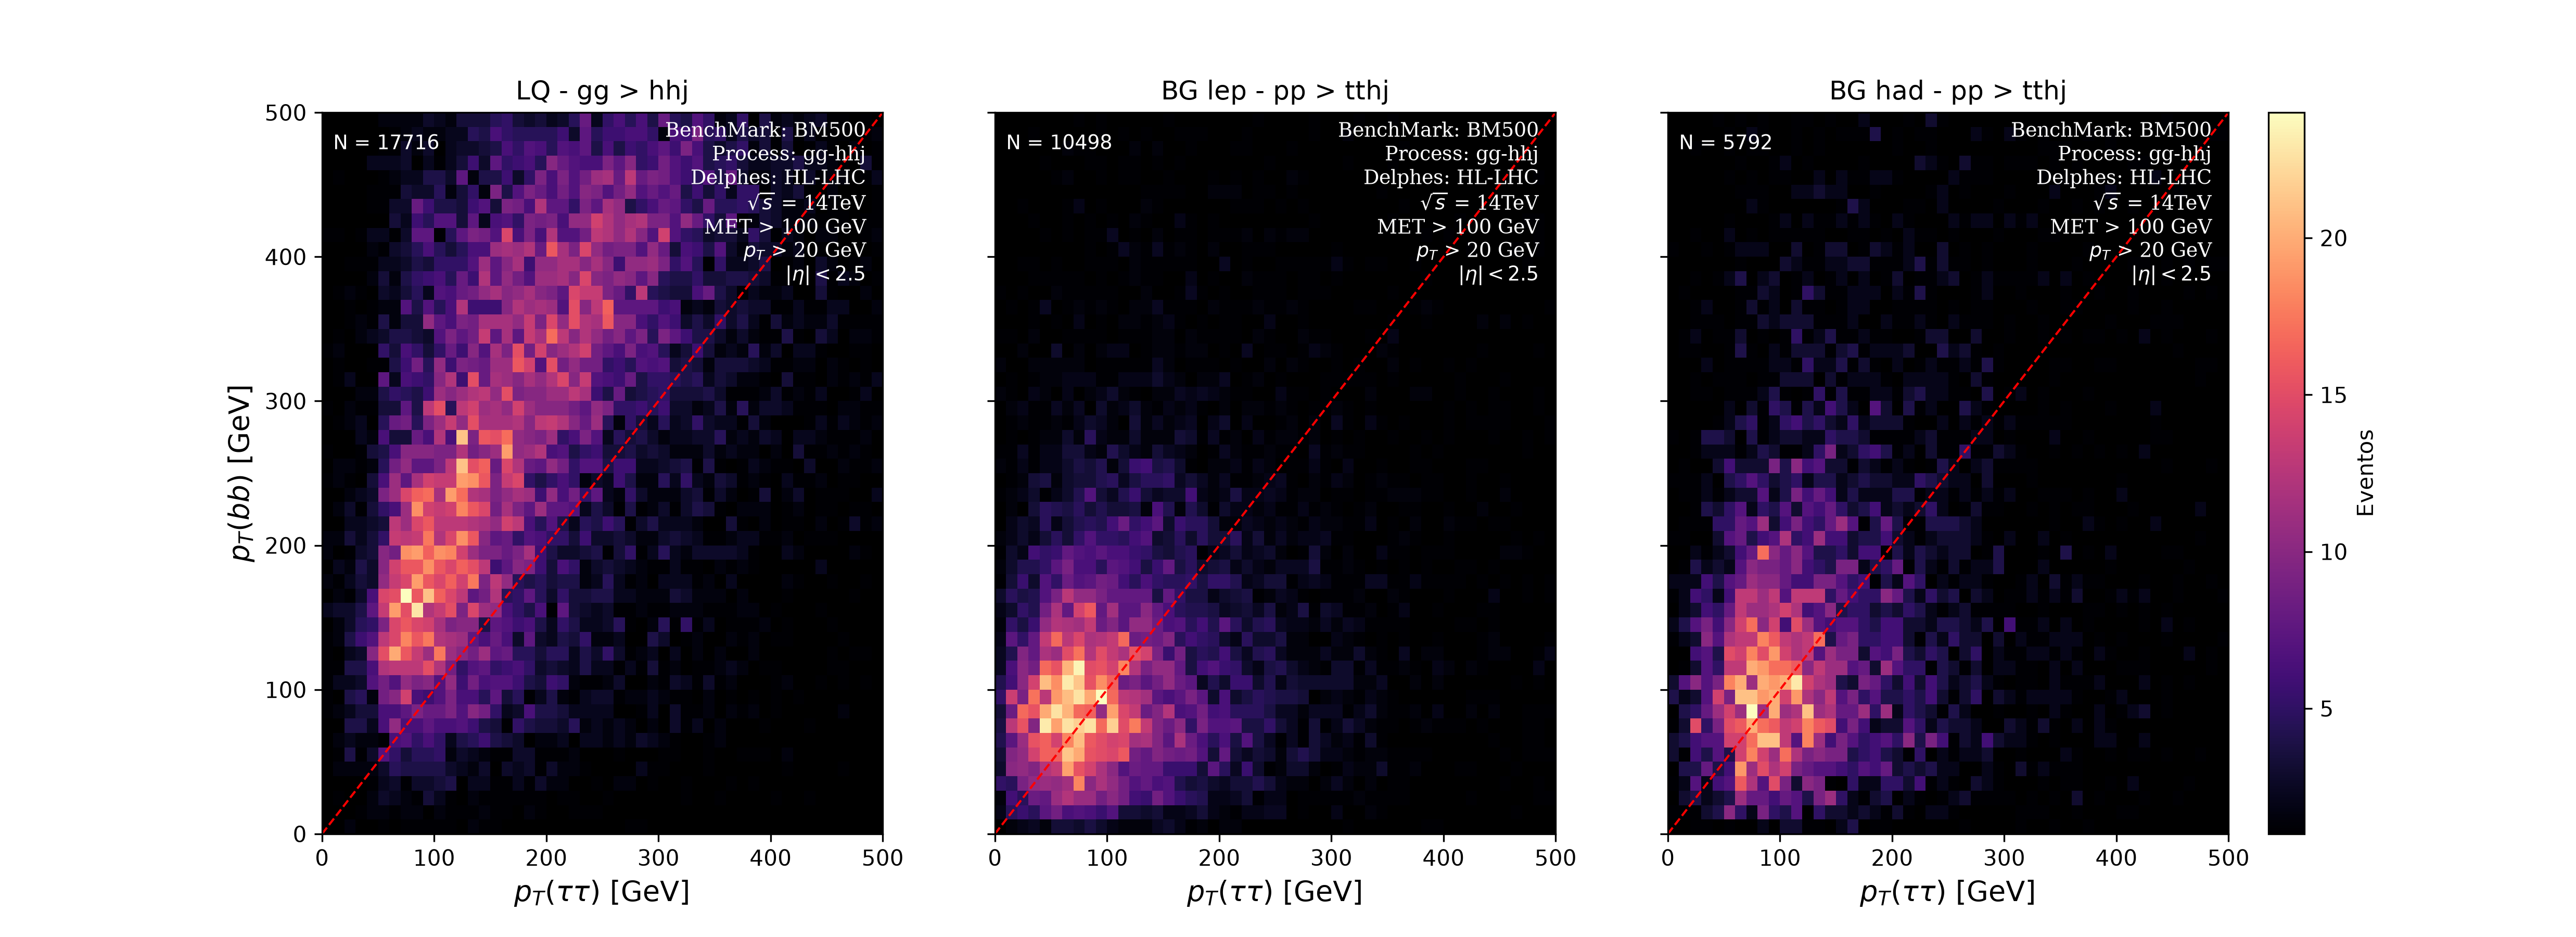 LQ - gg > hhj
N = 17716
BenchMark: BM500
Process: gg-hhj
Delphes: HL-LHC
√s = 14TeV
MET > 100 GeV
p_T > 20 GeV
|η| < 2.5
500
400
300
200
100
0
p_T(bb) [GeV]
0 100 200 300 400 500
p_T(ττ) [GeV]
BG lep - pp > tthj
N = 10498
BenchMark: BM500
Process: gg-hhj
Delphes: HL-LHC
√s = 14TeV
MET > 100 GeV
p_T > 20 GeV
|η| < 2.5
0 100 200 300 400 500
p_T(ττ) [GeV]
BG had - pp > tthj
N = 5792
BenchMark: BM500
Process: gg-hhj
Delphes: HL-LHC
√s = 14TeV
MET > 100 GeV
p_T > 20 GeV
|η| < 2.5
0 100 200 300 400 500
p_T(ττ) [GeV]
20
15
10
5
Eventos